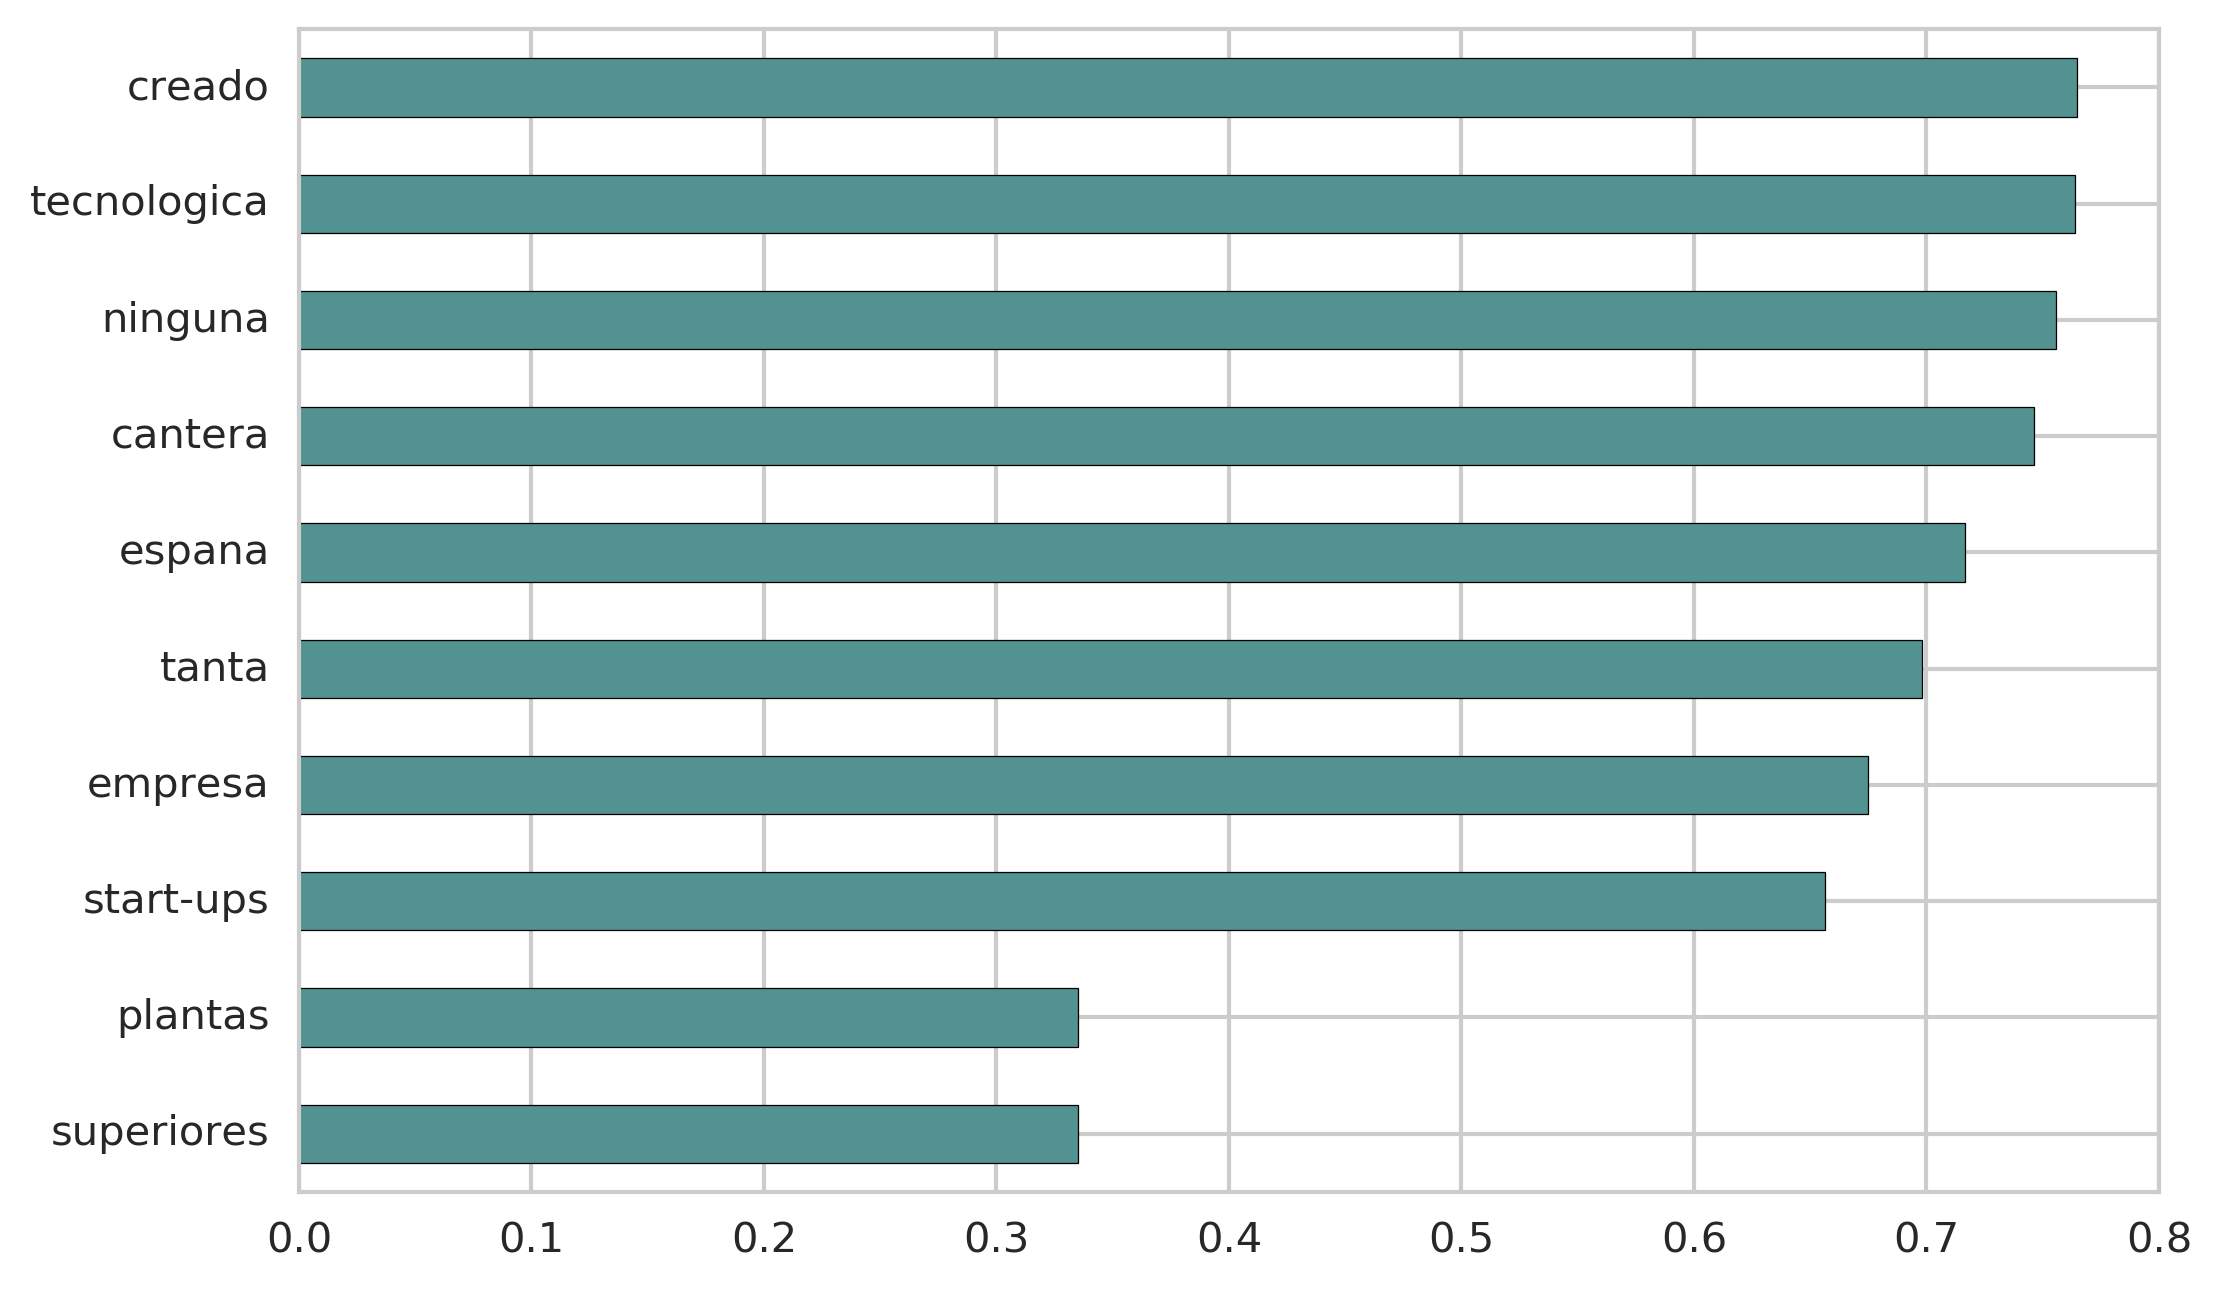 creado
tecnologica
ninguna
cantera
espana
tanta
empresa
start-ups
plantas
superiores
0.0 0.1 0.2 0.3 0.4 0.5 0.6 0.7 0.8